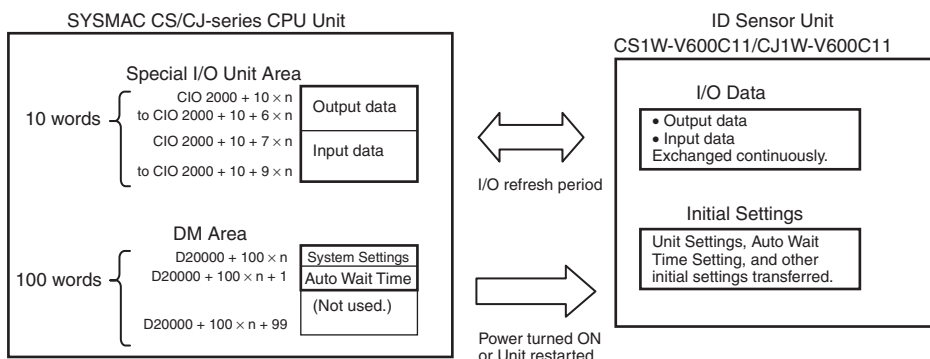 SYSMAC CS/CJ-series CPU Unit
Special I/O Unit Area
10 words
CIO 2000 + 10 × n
to CIO 2000 + 10 + 6 × n
Output data
CIO 2000 + 10 + 7 × n
to CIO 2000 + 10 + 9 × n
Input data
DM Area
100 words
D20000 + 100 × n
System Settings
D20000 + 100 × n + 1
Auto Wait Time
(Not used.)
D20000 + 100 × n + 99
I/O refresh period
Power turned ON
or Unit restarted
ID Sensor Unit
CS1W-V600C11/CJ1W-V600C11
I/O Data
• Output data
• Input data
Exchanged continuously.
Initial Settings
Unit Settings, Auto Wait
Time Setting, and other
initial settings transferred.